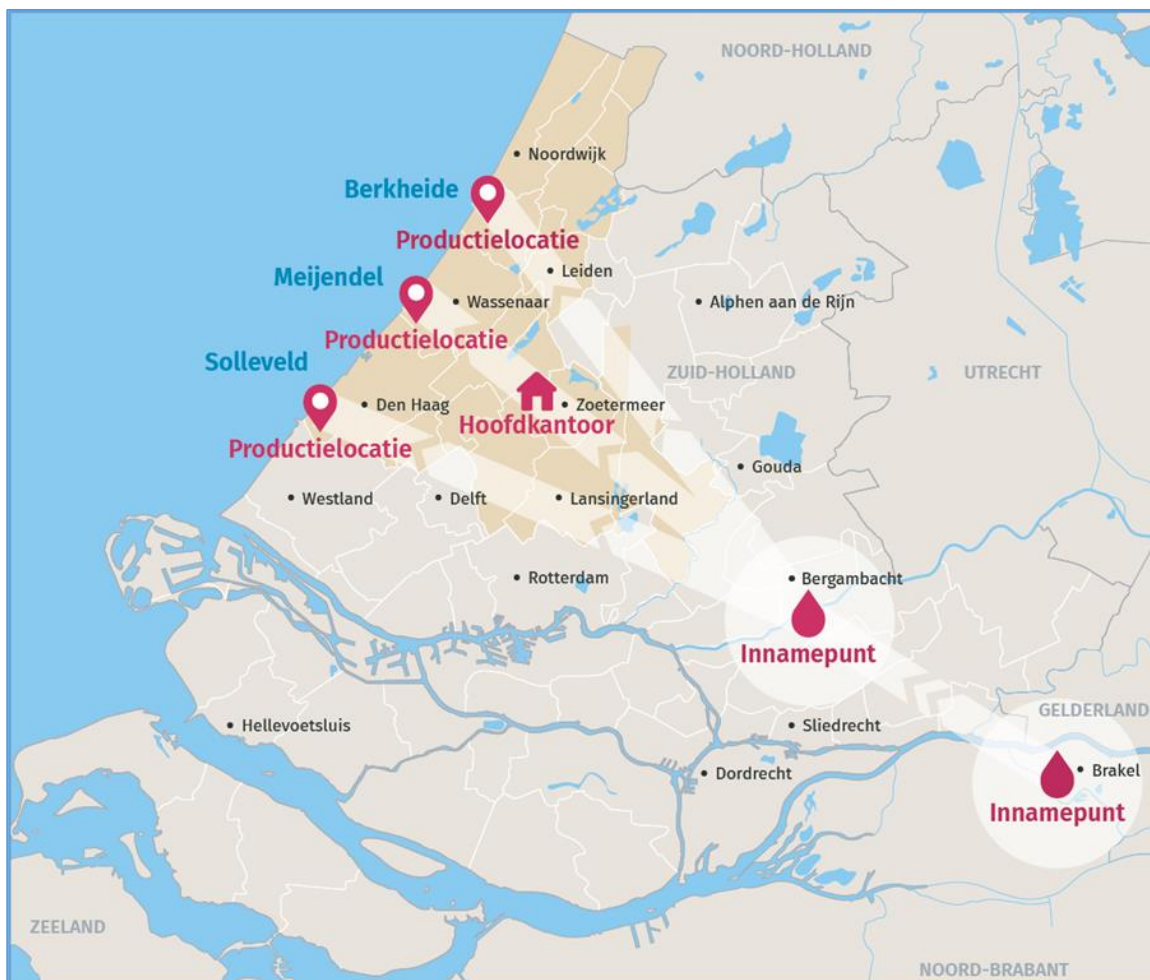 NOORD-HOLLAND
Noordwijk
Berkheide
Productielocatie
Leiden
Meijendel
Wassenaar
Alphen aan de Rijn
Productielocatie
Solleveld
ZUID-HOLLAND
UTRECHT
Den Haag
Zoetermeer
Hoofdkantoor
Productielocatie
Gouda
Westland
Delft
Lansingerland
Rotterdam
Bergambacht
Innamepunt
GELDERLAND
Hellevoetsluis
Sliedrecht
Dordrecht
Brakel
Innamepunt
ZEELAND
NOORD-BRABANT